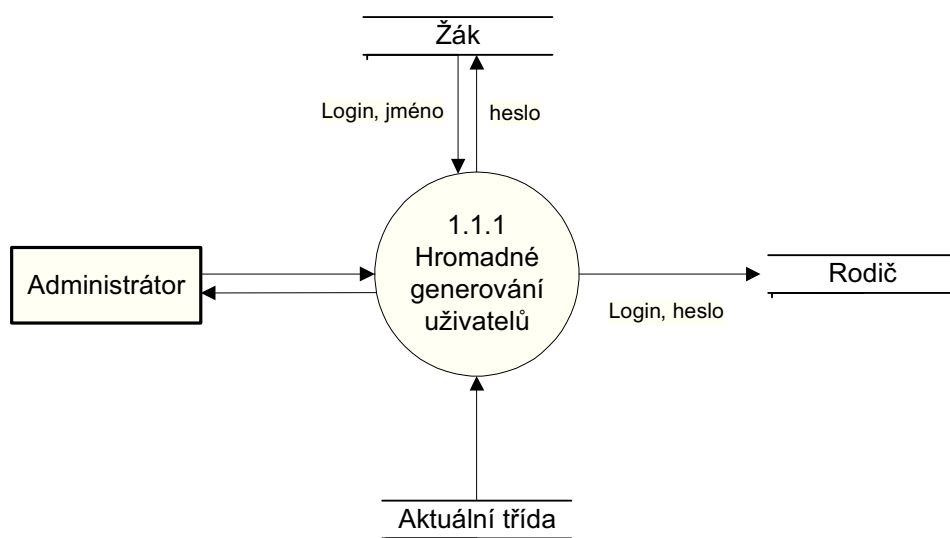 Žák
Login, jméno
heslo
1.1.1
Hromadné
generování
uživatelů
Administrátor
Rodič
Login, heslo
Aktuální třída